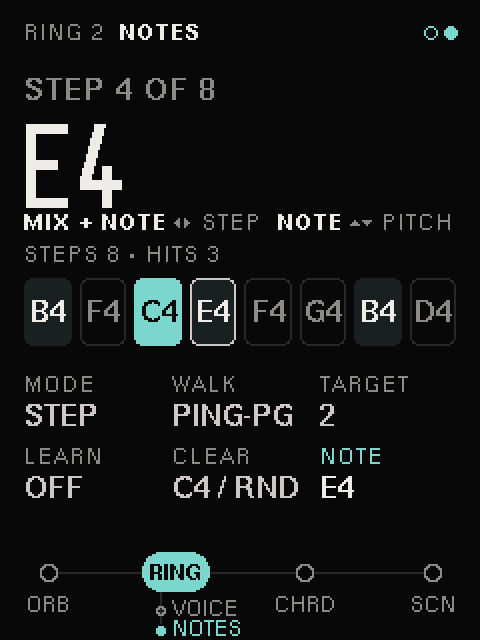 RING 2 NOTES
STEP 4 OF 8
E4
MIX + NOTE STEP NOTE PITCH
STEPS 8 · HITS 3
B4 F4 C4 E4 F4 G4 B4 D4
MODE WALK TARGET
STEP PING-PG 2
LEARN CLEAR NOTE
OFF C4 / RND E4
RING
ORB CHRD SCN
VOICE
NOTES